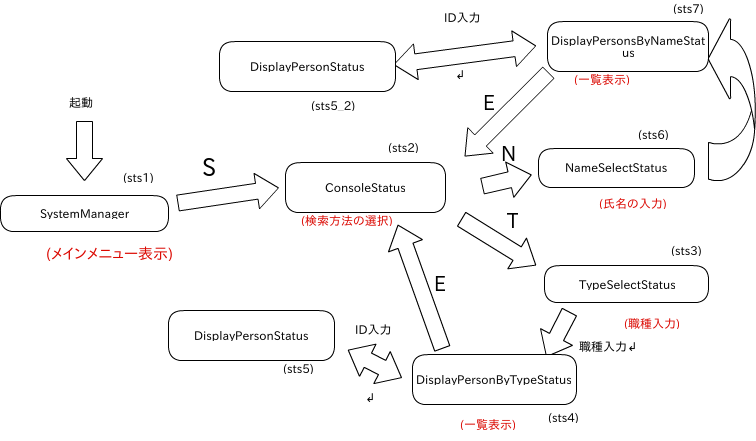 (sts7)
ID入力
DisplayPersonsByNameStat
us
DisplayPersonStatus
↲
(一覧表示)
(sts5_2)
E
起動
(sts6)
(sts2)
N
S
NameSelectStatus
(sts1)
ConsoleStatus
(氏名の入力)
SystemManager
(検索方法の選択)
T
(メインメニュー表示)
(sts3)
E
TypeSelectStatus
(職種入力)
ID入力
DisplayPersonStatus
職種入力↲
(sts5)
DisplayPersonByTypeStatus
↲
(sts4)
(一覧表示)